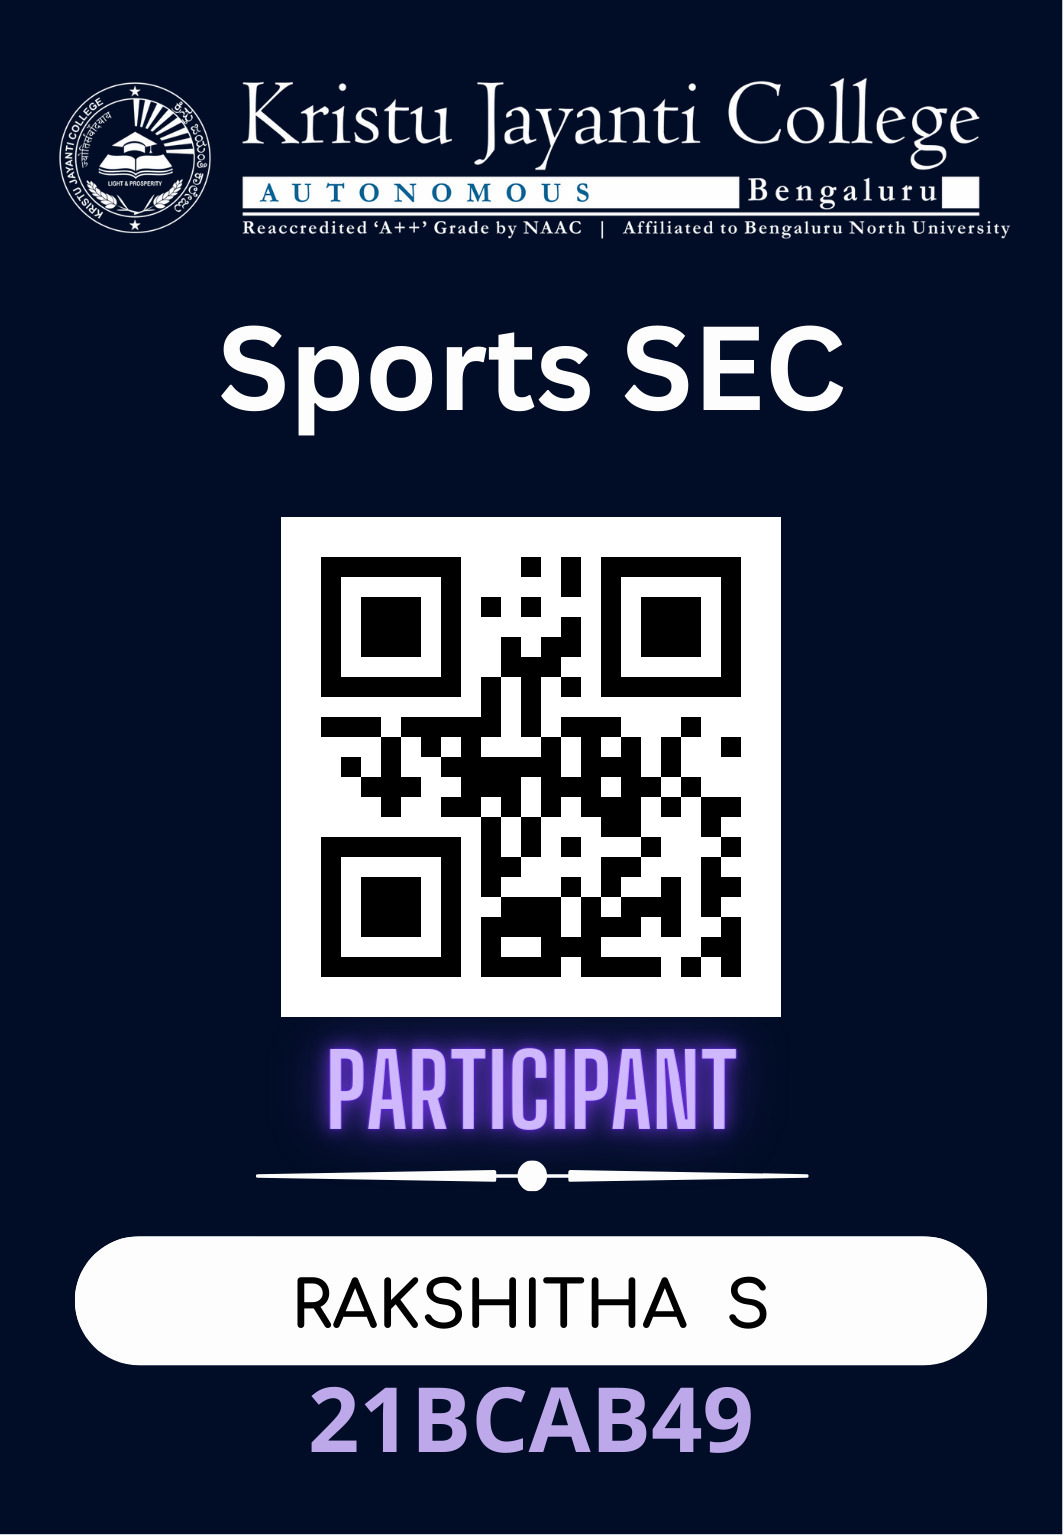 Kristu Jayanti College
AUTONOMOUS Bengaluru
Reaccredited ‘A++’ Grade by NAAC | Affiliated to Bengaluru North University
KRISTU JAYANTI COLLEGE
LIGHT & PROSPERITY
Sports SEC
PARTICIPANT
RAKSHITHA S
21BCAB49